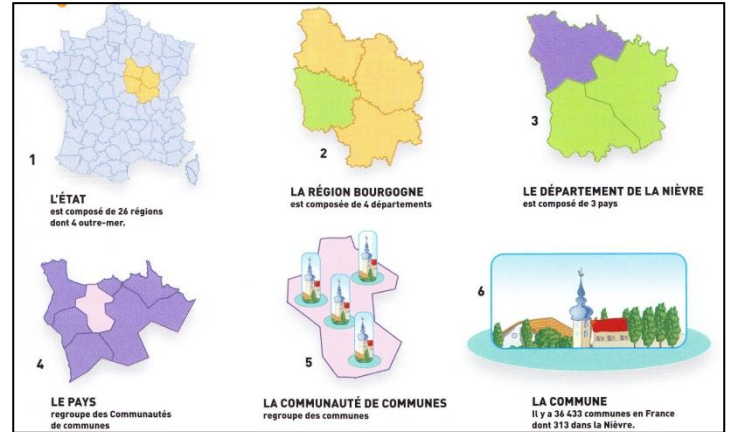 1
L'ÉTAT
est composé de 26 régions
dont 4 outre-mer.
2
LA RÉGION BOURGOGNE
est composée de 4 départements
3
LE DÉPARTEMENT DE LA NIÈVRE
est composé de 3 pays
4
LE PAYS
regroupe des Communautés
de communes
5
LA COMMUNAUTÉ DE COMMUNES
regroupe des communes
6
LA COMMUNE
Il y a 36 433 communes en France
dont 313 dans la Nièvre.